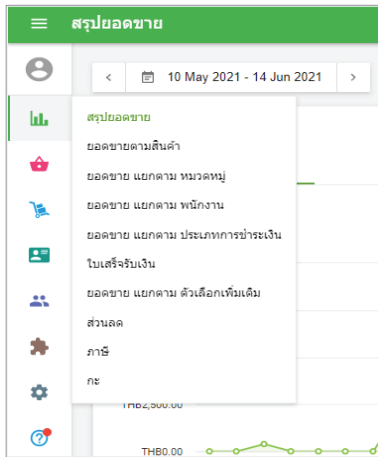 สรุปยอดขาย
10 May 2021 - 14 Jun 2021
สรุปยอดขาย
ยอดขายตามสินค้า
ยอดขาย แยกตาม หมวดหมู่
ยอดขาย แยกตาม พนักงาน
ยอดขาย แยกตาม ประเภทการชำระเงิน
ใบเสร็จรับเงิน
ยอดขาย แยกตาม ตัวเลือกเพิ่มเติม
ส่วนลด
ภาษี
กะ
THB2,500.00
THB0.00